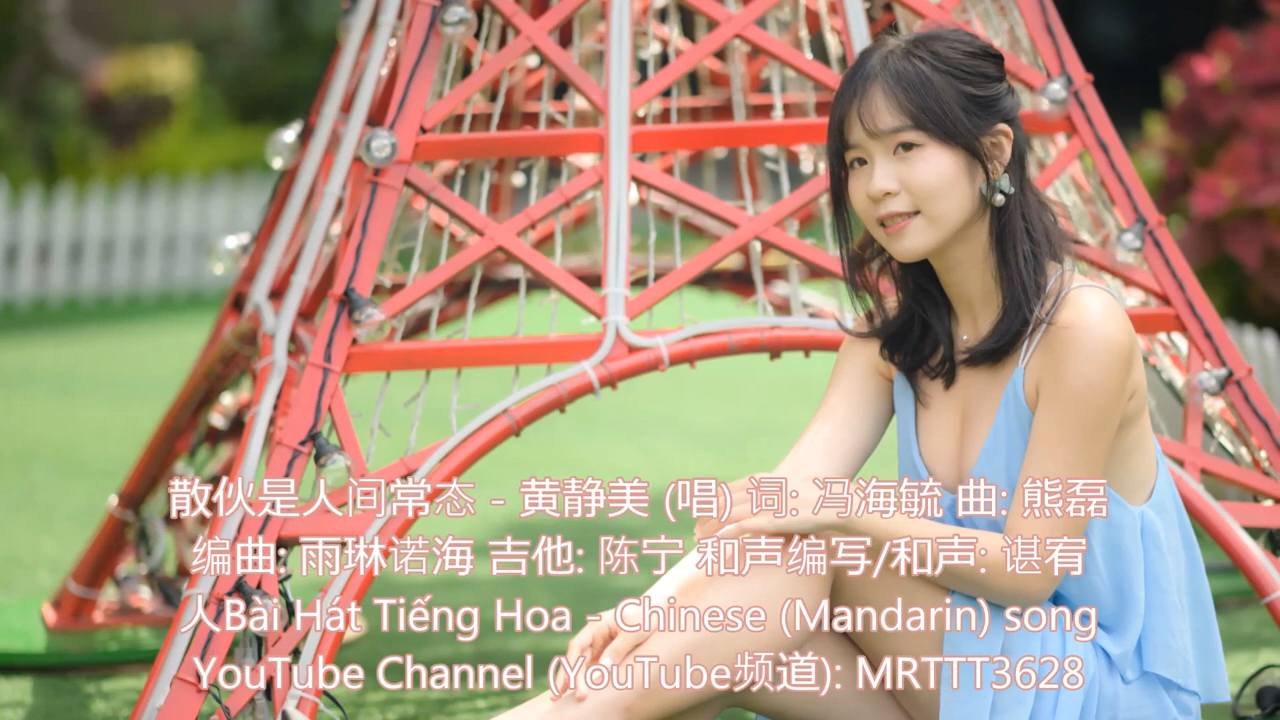 散伙是人间常态 - 黄静美 (唱) 词: 冯海毓 曲: 熊磊
编曲: 雨琳诺海 吉他: 陈宁 和声编写/和声: 谌宥
人Bài Hát Tiếng Hoa - Chinese (Mandarin) song
YouTube Channel (YouTube频道): MRTTT3628